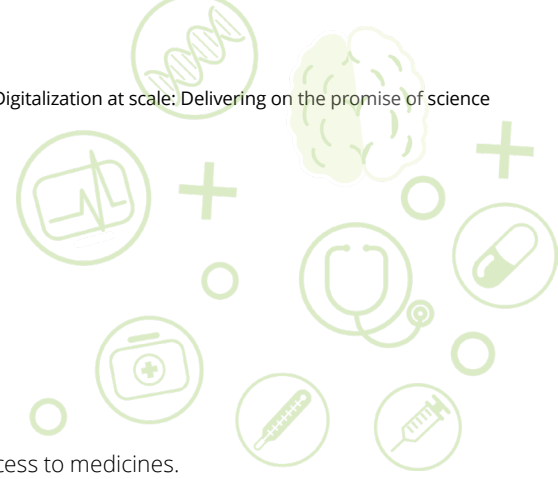 Digitalization at scale: Delivering on the promise of science
cess to medicines.